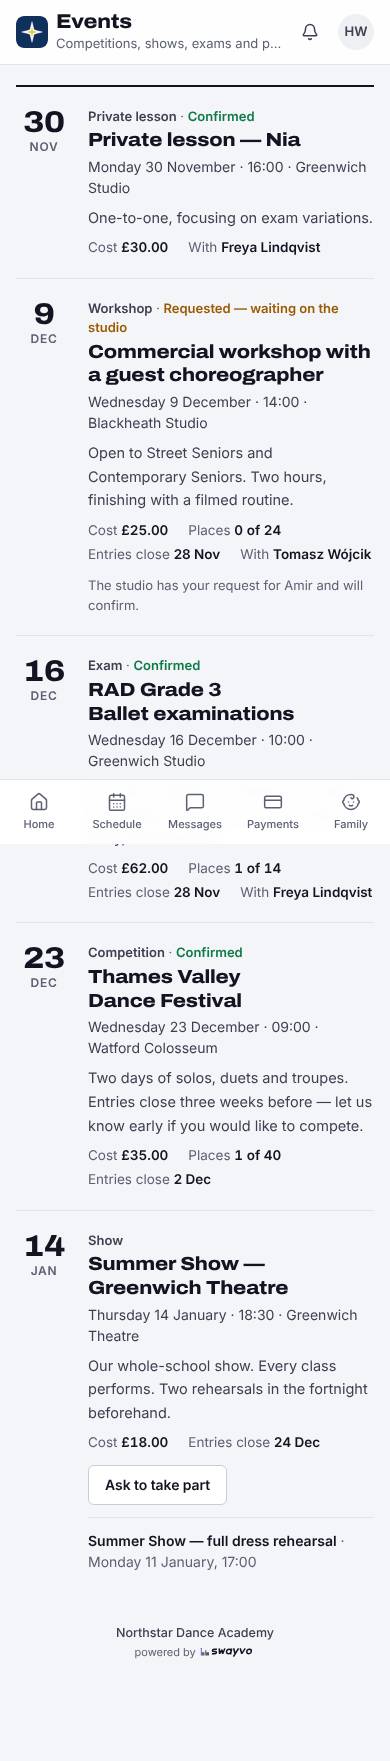 Events
Competitions, shows, exams and p...
HW
30
NOV
Private lesson · Confirmed
Private lesson — Nia
Monday 30 November · 16:00 · Greenwich
Studio
One-to-one, focusing on exam variations.
Cost £30.00 With Freya Lindqvist
9
DEC
Workshop · Requested — waiting on the
studio
Commercial workshop with
a guest choreographer
Wednesday 9 December · 14:00 ·
Blackheath Studio
Open to Street Seniors and
Contemporary Seniors. Two hours,
finishing with a filmed routine.
Cost £25.00 Places 0 of 24
Entries close 28 Nov With Tomasz Wójcik
The studio has your request for Amir and will
confirm.
16
DEC
Exam · Confirmed
RAD Grade 3
Ballet examinations
Wednesday 16 December · 10:00 ·
Greenwich Studio
Home Schedule Messages Payments Family
Cost £62.00 Places 1 of 14
Entries close 28 Nov With Freya Lindqvist
23
DEC
Competition · Confirmed
Thames Valley
Dance Festival
Wednesday 23 December · 09:00 ·
Watford Colosseum
Two days of solos, duets and troupes.
Entries close three weeks before — let us
know early if you would like to compete.
Cost £35.00 Places 1 of 40
Entries close 2 Dec
14
JAN
Show
Summer Show —
Greenwich Theatre
Thursday 14 January · 18:30 · Greenwich
Theatre
Our whole-school show. Every class
performs. Two rehearsals in the fortnight
beforehand.
Cost £18.00 Entries close 24 Dec
Ask to take part
Summer Show — full dress rehearsal ·
Monday 11 January, 17:00
Northstar Dance Academy
powered by swayvo